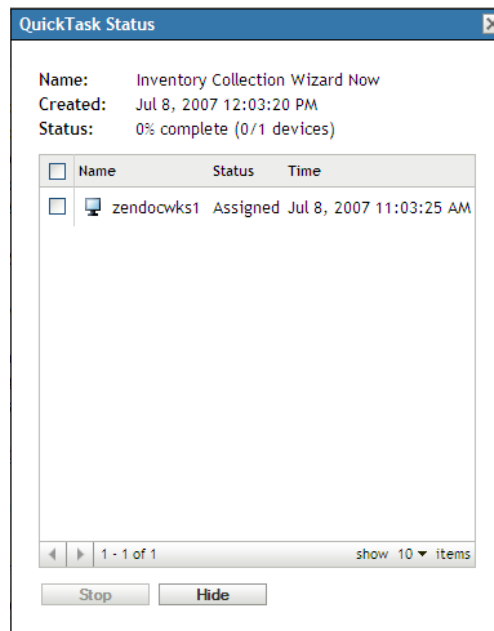 QuickTask Status
Name: Inventory Collection Wizard Now
Created: Jul 8, 2007 12:03:20 PM
Status: 0% complete (0/1 devices)
Name Status Time
zendocwks1 Assigned Jul 8, 2007 11:03:25 AM
1 - 1 of 1 show 10 items
Stop Hide